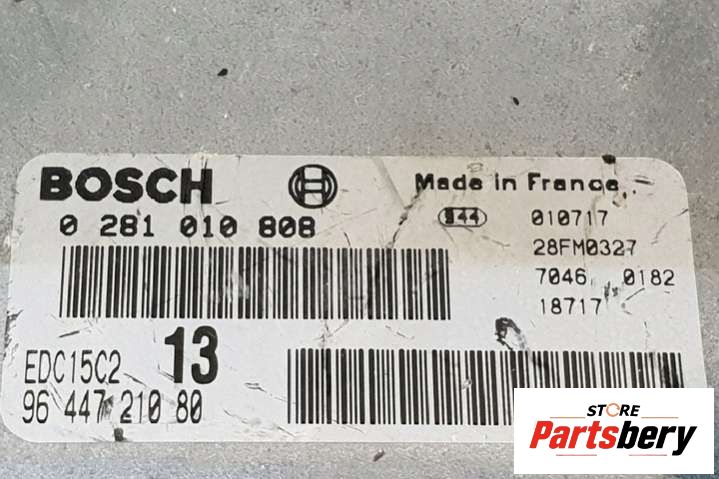 BOSCH
Made in France
0 281 010 808
344
010717
28FM0327
7046 0182
18717
EDC15C2
13
96 447 210 80
STORE
Partsbery